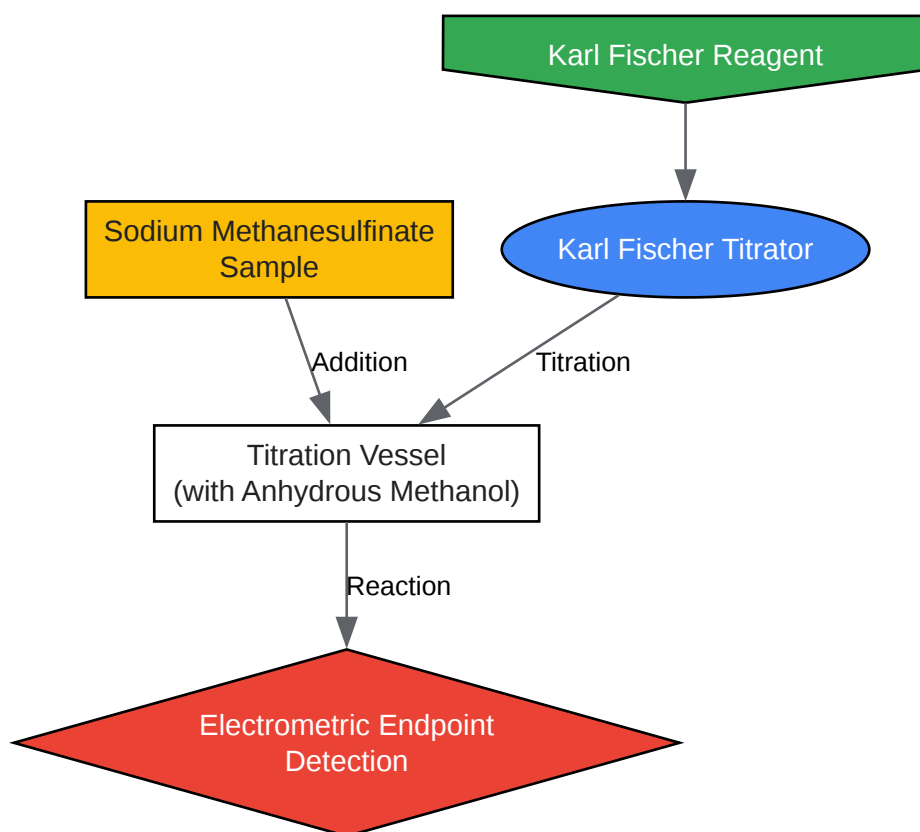 Karl Fischer Reagent
Sodium Methanesulfinate
Sample
Karl Fischer Titrator
Addition
Titration
Titration Vessel
(with Anhydrous Methanol)
Reaction
Electrometric Endpoint
Detection